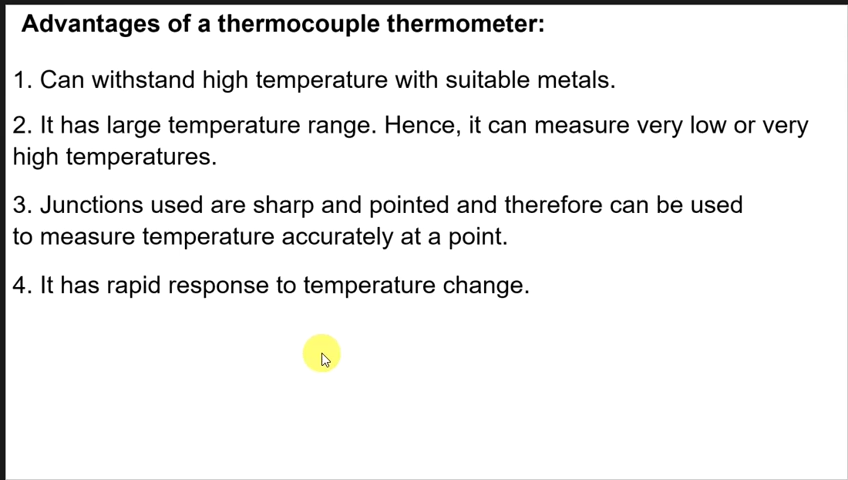 Advantages of a thermocouple thermometer:
1. Can withstand high temperature with suitable metals.
2. It has large temperature range. Hence, it can measure very low or very
high temperatures.
3. Junctions used are sharp and pointed and therefore can be used
to measure temperature accurately at a point.
4. It has rapid response to temperature change.